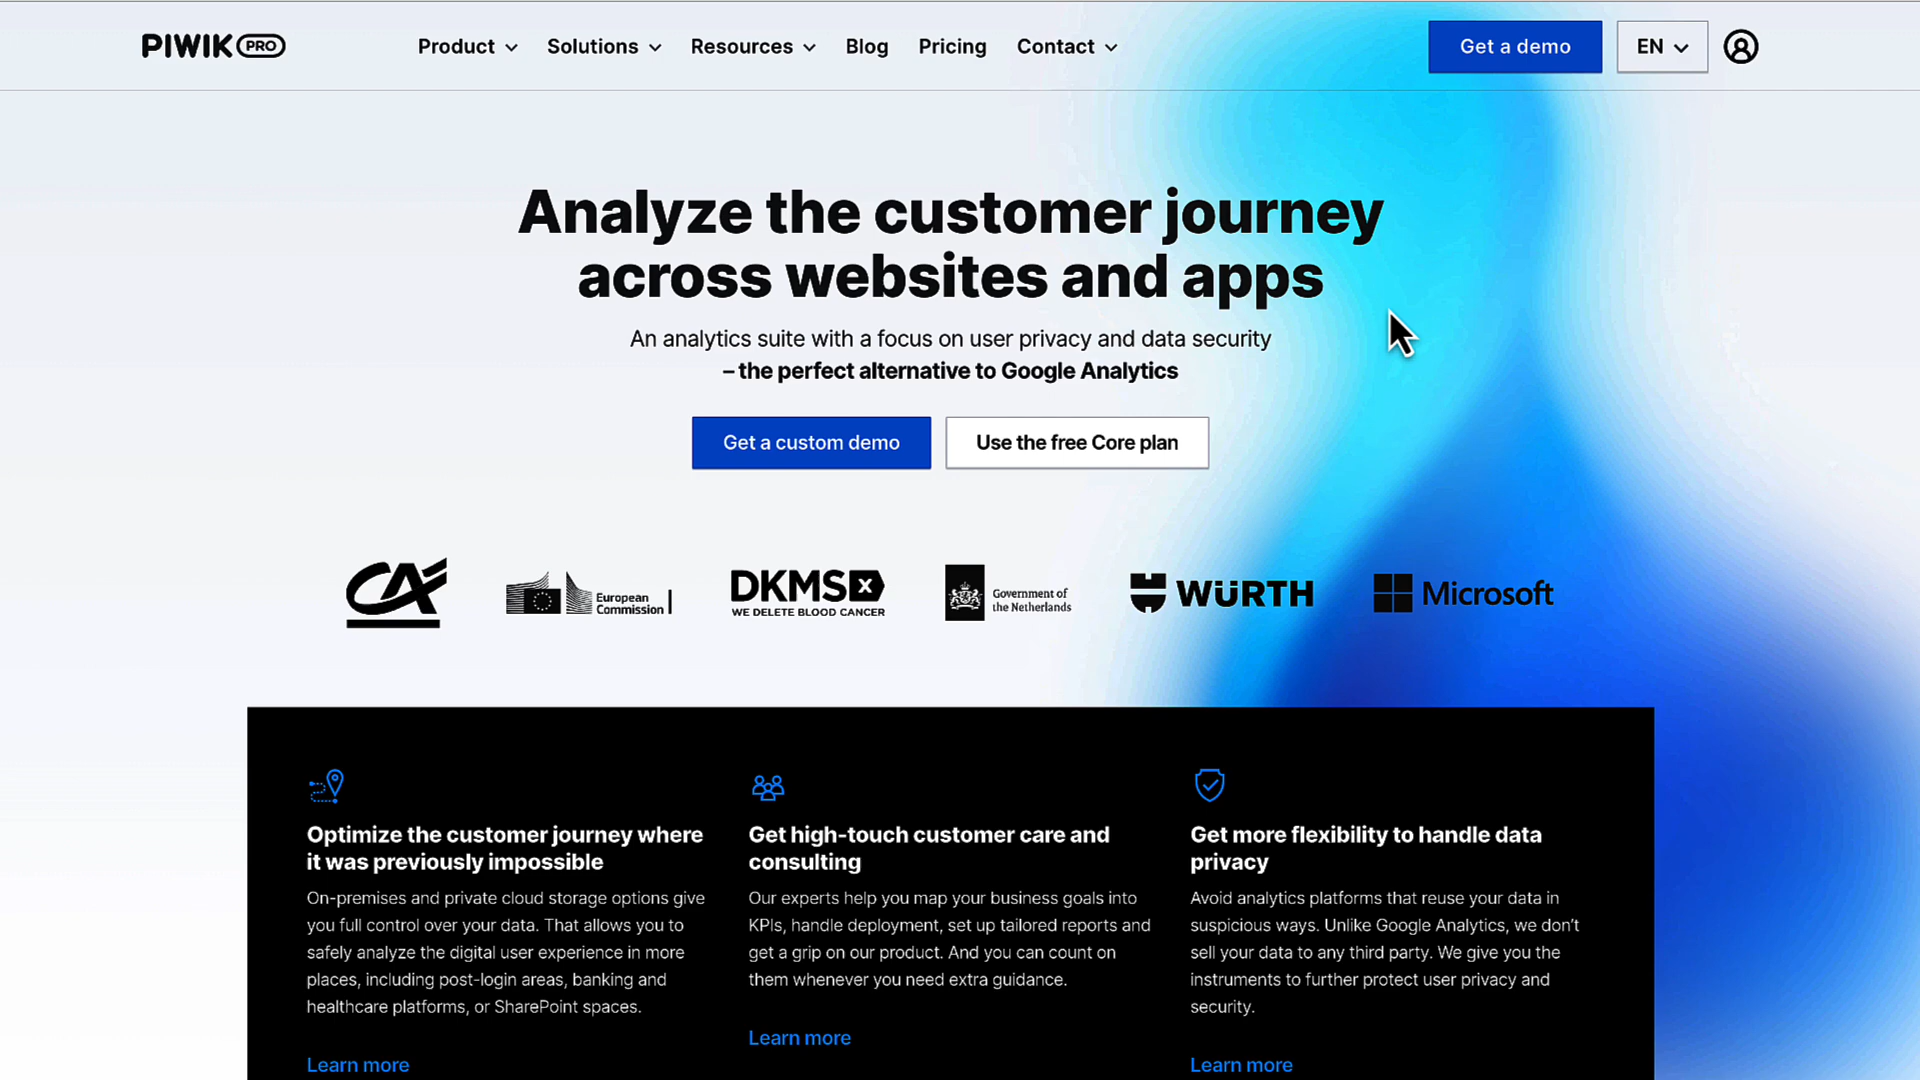 PIWIK PRO
Product
Solutions
Resources
Blog
Pricing
Contact
Get a demo
EN
Analyze the customer journey
across websites and apps
An analytics suite with a focus on user privacy and data security
– the perfect alternative to Google Analytics
Get a custom demo
Use the free Core plan
CA
European
Commission
DKMS
WE DELETE BLOOD CANCER
Government of
the Netherlands
WÜRTH
Microsoft
Optimize the customer journey where
it was previously impossible
On-premises and private cloud storage options give
you full control over your data. That allows you to
safely analyze the digital user experience in more
places, including post-login areas, banking and
healthcare platforms, or SharePoint spaces.
Learn more
Get high-touch customer care and
consulting
Our experts help you map your business goals into
KPIs, handle deployment, set up tailored reports and
get a grip on our product. And you can count on
them whenever you need extra guidance.
Learn more
Get more flexibility to handle data
privacy
Avoid analytics platforms that reuse your data in
suspicious ways. Unlike Google Analytics, we don't
sell your data to any third party. We give you the
instruments to further protect user privacy and
security.
Learn more